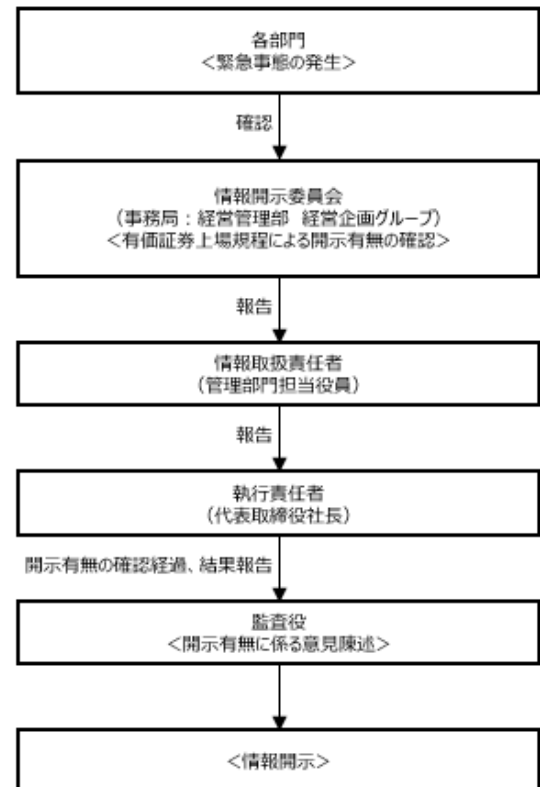 各部門
＜緊急事態の発生＞
確認
情報開示委員会
（事務局：経営管理部　経営企画グループ）
＜有価証券上場規程による開示有無の確認＞
報告
情報取扱責任者
（管理部門担当役員）
報告
執行責任者
（代表取締役社長）
開示有無の確認経過、結果報告
監査役
＜開示有無に係る意見陳述＞
＜情報開示＞